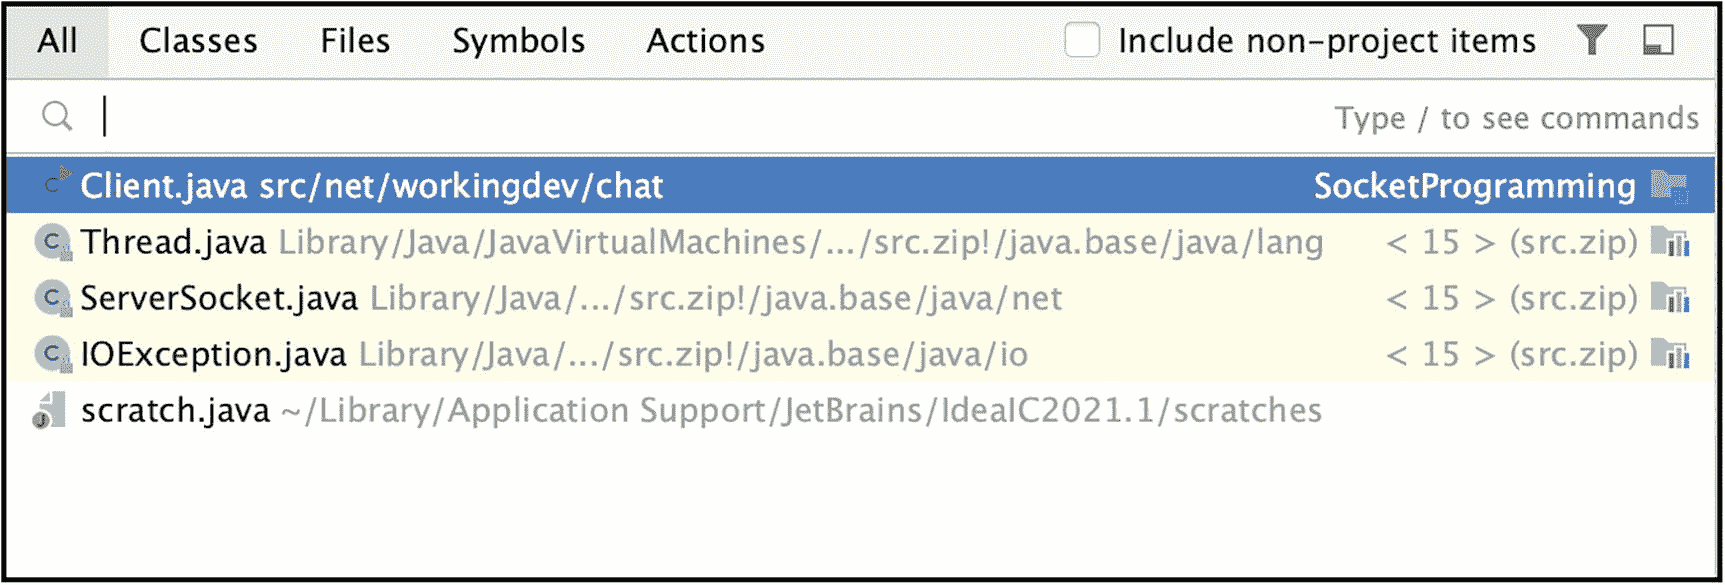 All Classes Files Symbols Actions Include non-project items
Type / to see commands
Client.java src/net/workingdev/chat SocketProgramming
Thread.java Library/Java/JavaVirtualMachines/.../src.zip!/java.base/java/lang < 15 > (src.zip)
ServerSocket.java Library/Java/.../src.zip!/java.base/java/net < 15 > (src.zip)
IOException.java Library/Java/.../src.zip!/java.base/java/io < 15 > (src.zip)
scratch.java ~/Library/Application Support/JetBrains/IdeaIC2021.1/scratches